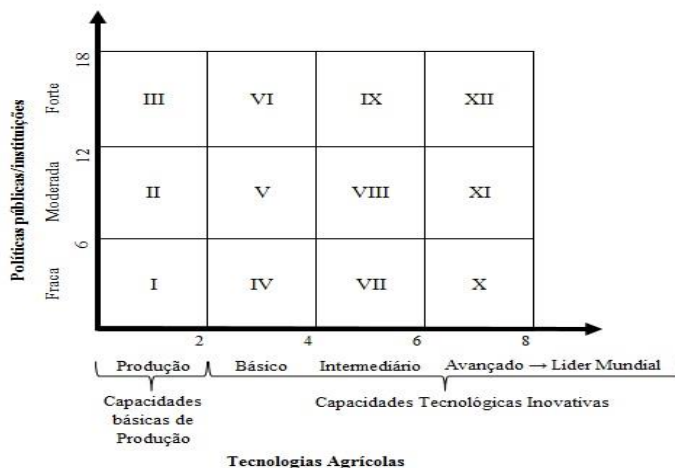 Políticas públicas/instituições
18
Forte
12
Moderada
6
Fraca
III VI IX XII
II V VIII XI
I IV VII X
2 4 6 8
Produção Básico Intermediário Avançado → Lider Mundial
Capacidades básicas de Produção
Capacidades Tecnológicas Inovativas
Tecnologias Agrícolas